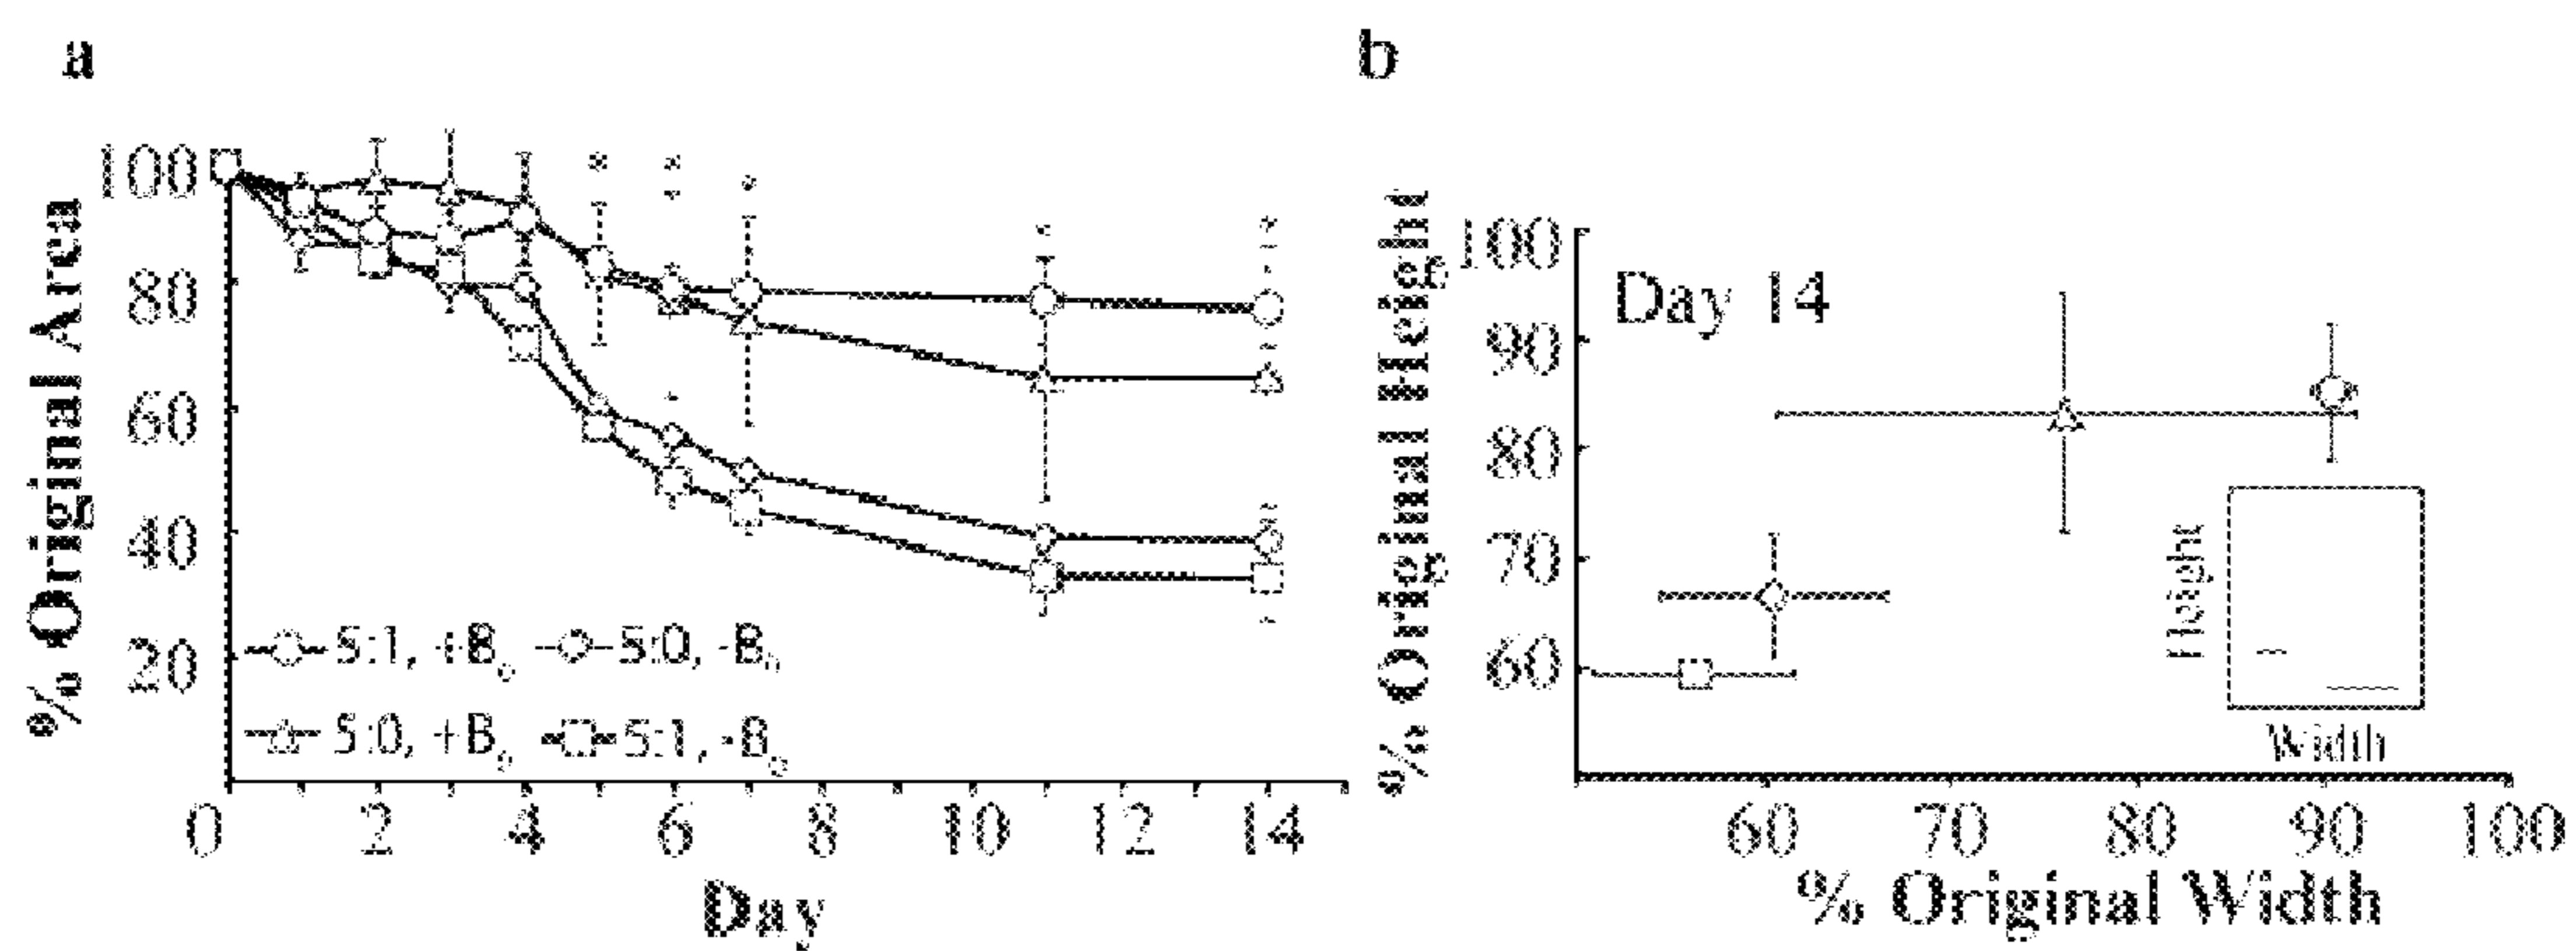 a
% Original Area
100
80
60
40
20
5:1, +B₀
5:0, -B₀
5:0, +B₀
5:1, -B₀
0 2 4 6 8 10 12 14
Day
b
% Original Height
100
90
80
70
60
Day 14
Height
Width
60 70 80 90 100
% Original Width